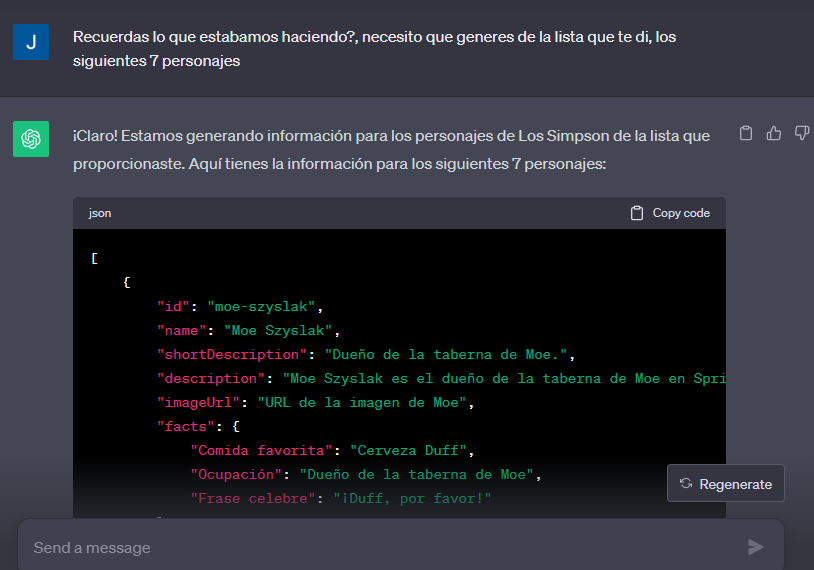 J
Recuerdas lo que estabamos haciendo?, necesito que generes de la lista que te di, los
siguientes 7 personajes
¡Claro! Estamos generando información para los personajes de Los Simpson de la lista que
proporcionaste. Aquí tienes la información para los siguientes 7 personajes:
json
Copy code
[
{
"id": "moe-szyslak",
"name": "Moe Szyslak",
"shortDescription": "Dueño de la taberna de Moe.",
"description": "Moe Szyslak es el dueño de la taberna de Moe en Spri
"imageUrl": "URL de la imagen de Moe",
"facts": {
"Comida favorita": "Cerveza Duff",
"Ocupación": "Dueño de la taberna de Moe",
"Frase celebre": "¡Duff, por favor!"
Regenerate
Send a message